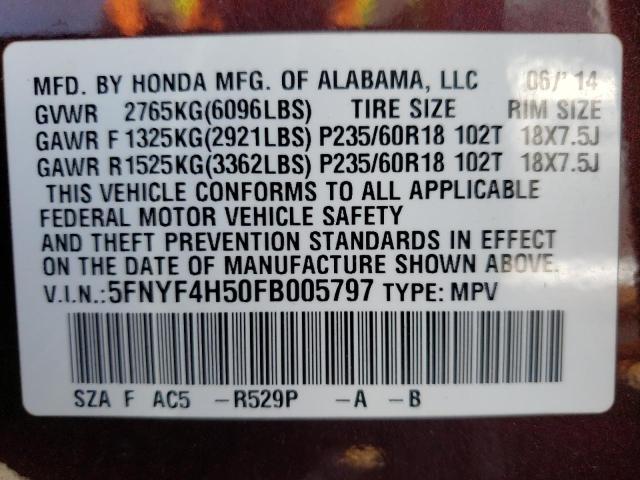 MFD. BY HONDA MFG. OF ALABAMA, LLC 06/'14
GVWR 2765KG(6096LBS) TIRE SIZE RIM SIZE
GAWR F 1325KG(2921LBS) P235/60R18 102T 18X7.5J
GAWR R1525KG(3362LBS) P235/60R18 102T 18X7.5J
THIS VEHICLE CONFORMS TO ALL APPLICABLE
FEDERAL MOTOR VEHICLE SAFETY
AND THEFT PREVENTION STANDARDS IN EFFECT
ON THE DATE OF MANUFACTURE SHOWN ABOVE.
V.I.N.:5FNYF4H50FB005797 TYPE: MPV
SZA F AC5 -R529P -A -B